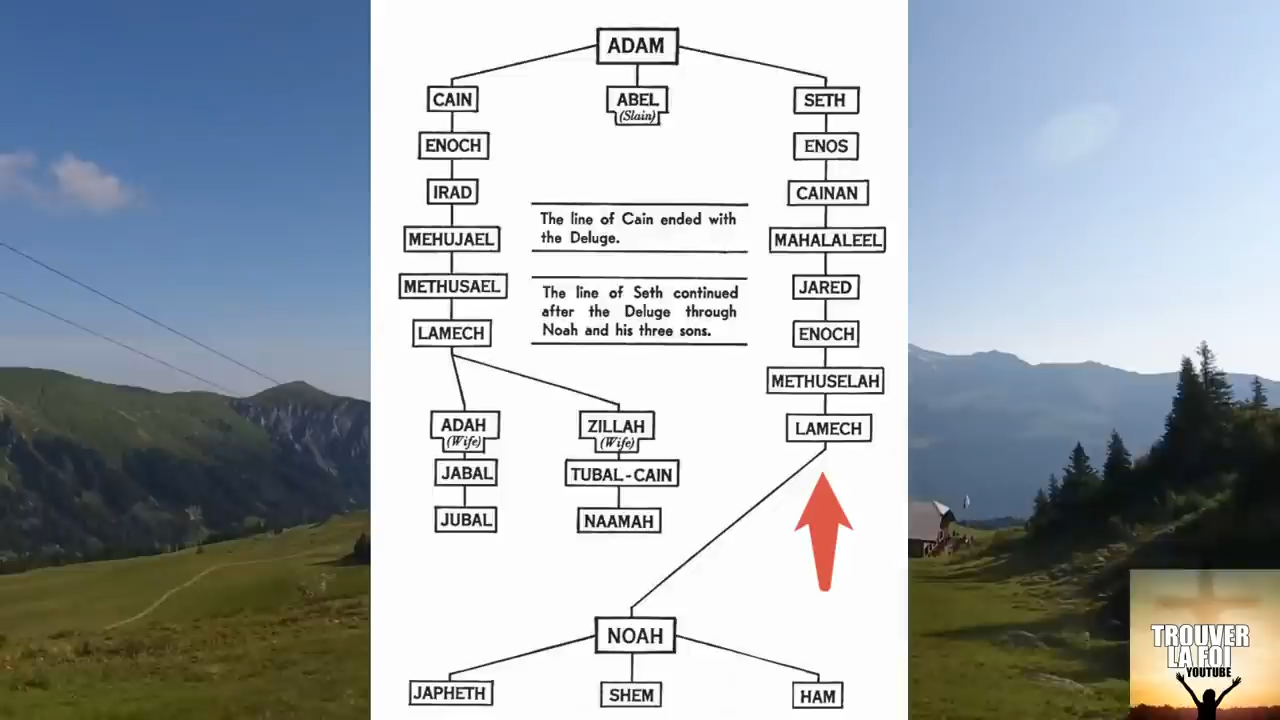 ADAM
CAIN
ABEL
(Slain)
SETH
ENOCH
ENOS
IRAD
CAINAN
The line of Cain ended with
the Deluge.
MEHUJAEL
MAHALALEEL
METHUSAEL
JARED
The line of Seth continued
after the Deluge through
Noah and his three sons.
LAMECH
ENOCH
METHUSELAH
ADAH
(Wife)
ZILLAH
(Wife)
LAMECH
JABAL
TUBAL-CAIN
JUBAL
NAAMAH
NOAH
JAPHETH
SHEM
HAM
TROUVER
LA FOI
YOUTUBE